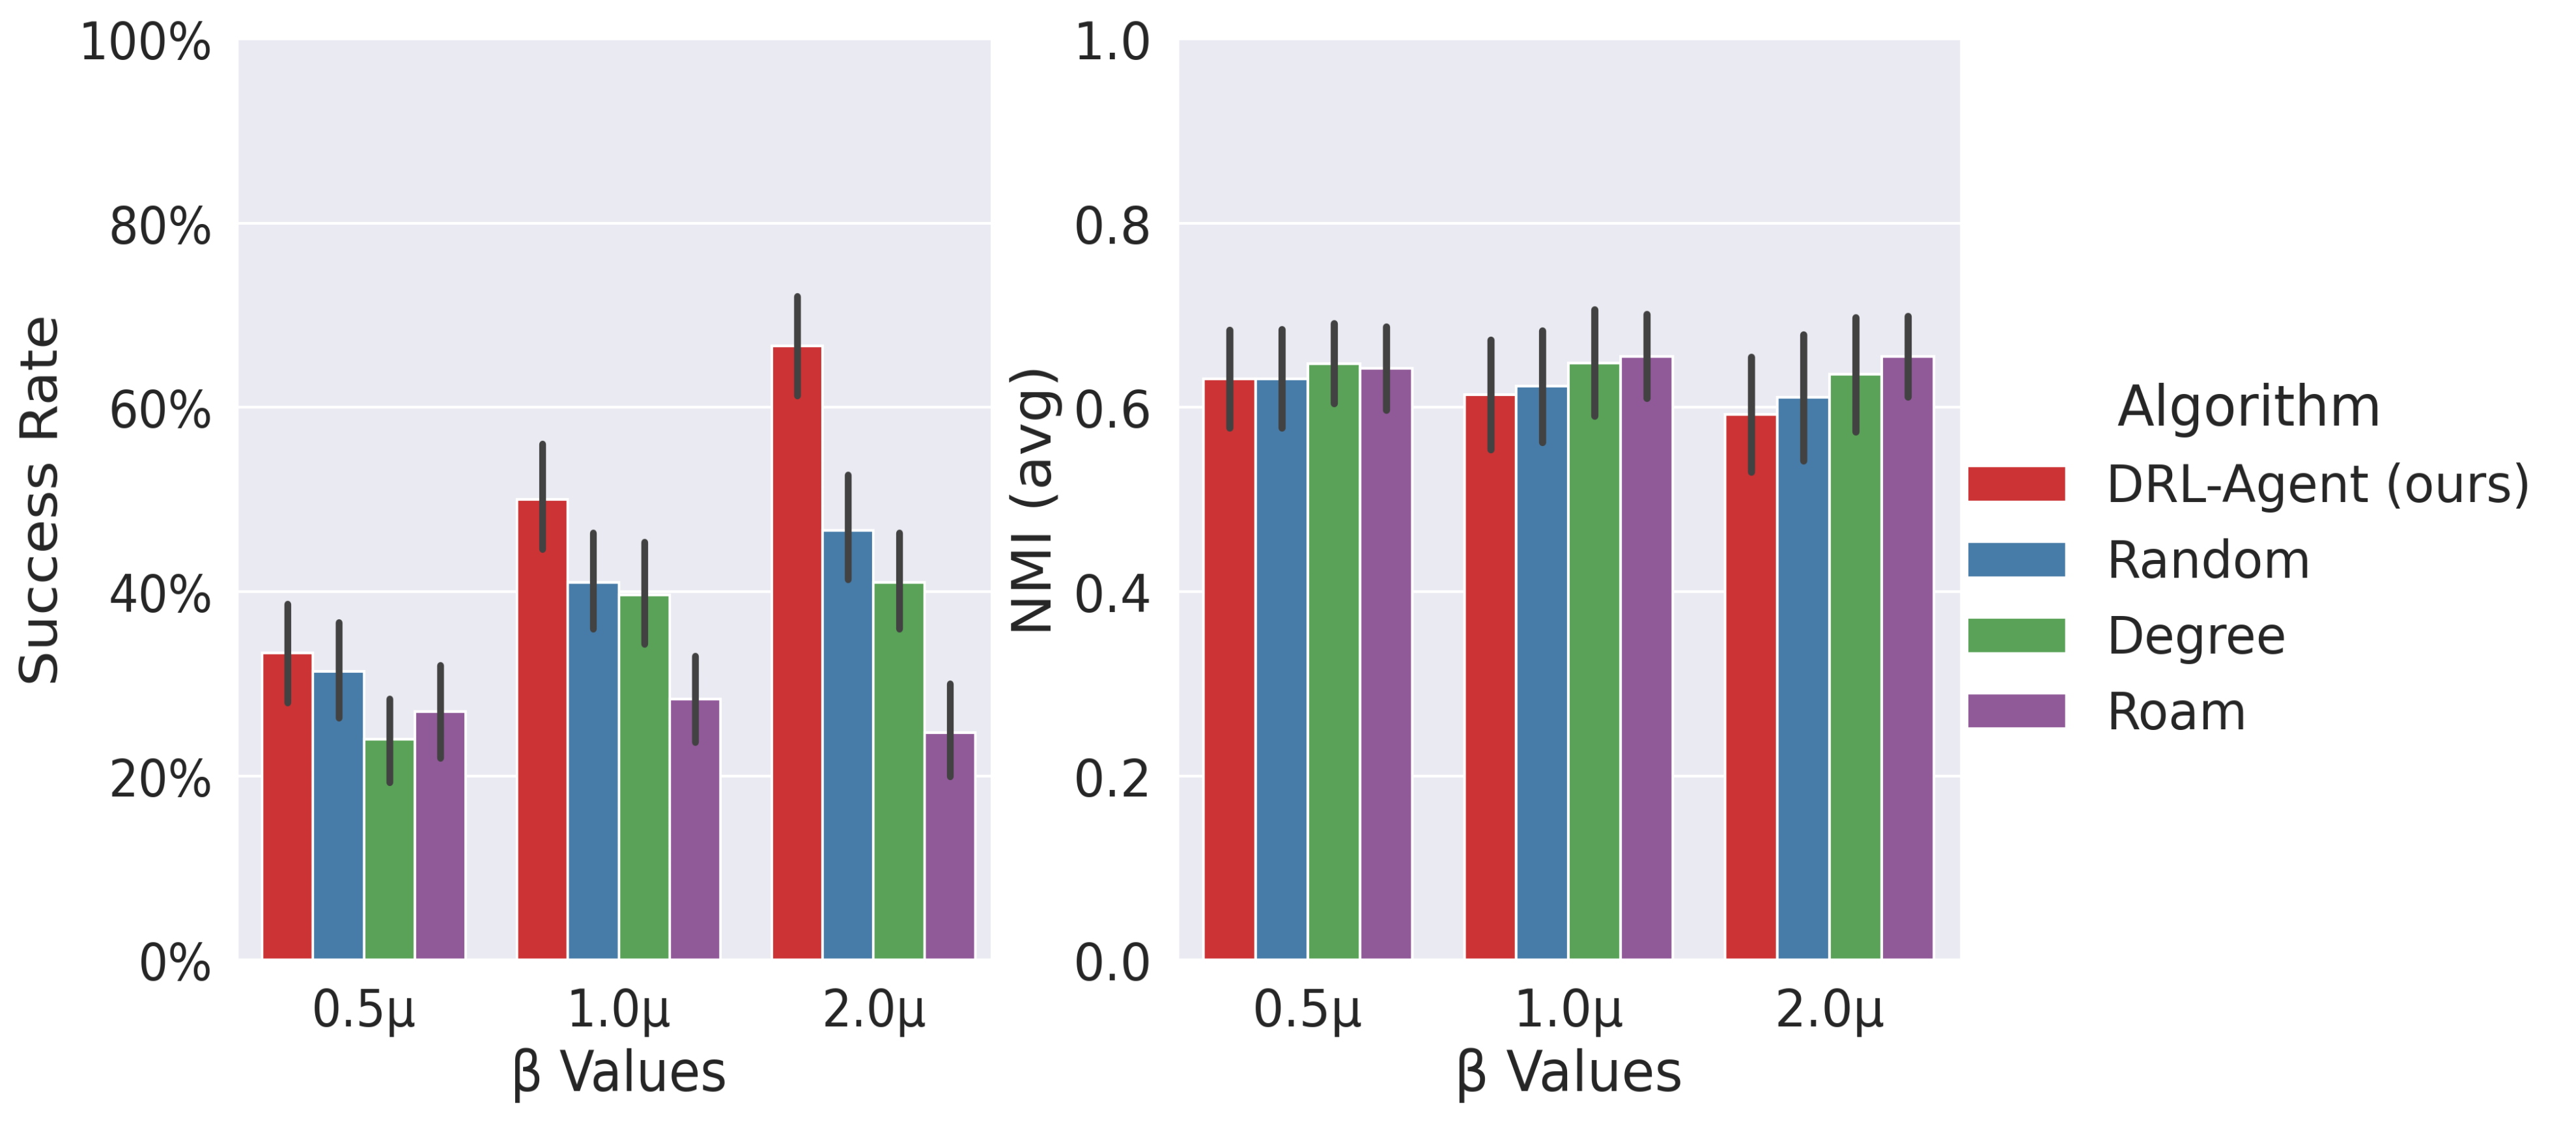 100%
80%
60%
40%
20%
0%
Success Rate
0.5µ 1.0µ 2.0µ
β Values
1.0
0.8
0.6
0.4
0.2
0.0
NMI (avg)
0.5µ 1.0µ 2.0µ
β Values
Algorithm
DRL-Agent (ours)
Random
Degree
Roam